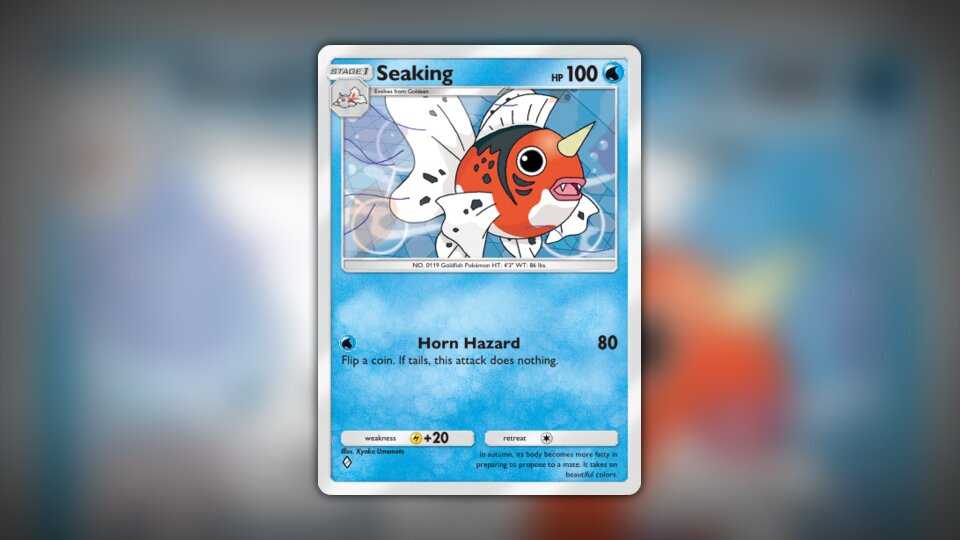 STAGE 1 Seaking HP 100
Evolves from Goldeen
NO. 0119 Goldfish Pokémon HT: 4'3" WT: 86 lbs.
Horn Hazard 80
Flip a coin. If tails, this attack does nothing.
weakness +20 retreat
Illus. Kyoko Umemoto
In autumn, its body becomes more fatty in
preparing to propose to a mate. It takes on
beautiful colors.